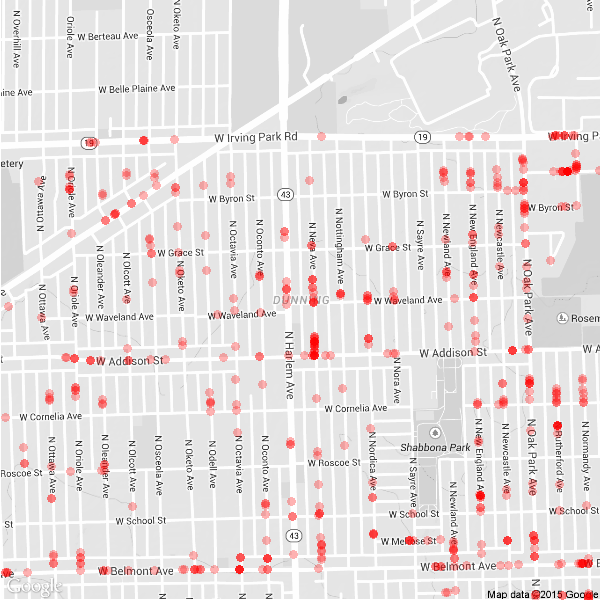 N Overhill Ave
Oriole Ave
Osceola Ave
N Oketo Ave
N Oak Park Ave
W Berteau Ave
aine Ave
W Belle Plaine Ave
19
W Irving Park Rd
19
W Irving P
etery
N Ottawa Ave
N Oriole Ave
W Byron St
43
W Byron St
W Byron St
N Nottingham Ave
N Neva Ave
N Sayre Ave
N Newland Ave
N New England Ave
N Newcastle Ave
N Octavia Ave
N Oconto Ave
W Grace St
W Grace St
N Oleander Ave
N Olcott Ave
N Oketo Ave
N Oak Park Ave
N Ottawa Ave
N Oriole Ave
DUNNING
W Waveland Ave
W Waveland Ave
W Waveland Ave
Rosem
N Harlem Ave
W Addison St
W Addison St
W A
N Nora Ave
W Cornelia Ave
W Cornelia Ave
Shabbona Park
N Ottawa Ave
N Oriole Ave
N Oleander Ave
N Olcott Ave
N Osceola Ave
N Oketo Ave
N Odell Ave
N Octavia Ave
N Oconto Ave
N Nordica Ave
N Sayre Ave
N Newland Ave
N New England Ave
N Newcastle Ave
N Oak Park Ave
N Rutherford Ave
N Normandy Ave
Roscoe St
W Roscoe St
St
W School St
W School St
W School St
43
W Melrose St
W Belmont Ave
W Belmont Ave
W B
N
Google
Map data ©2015 Google